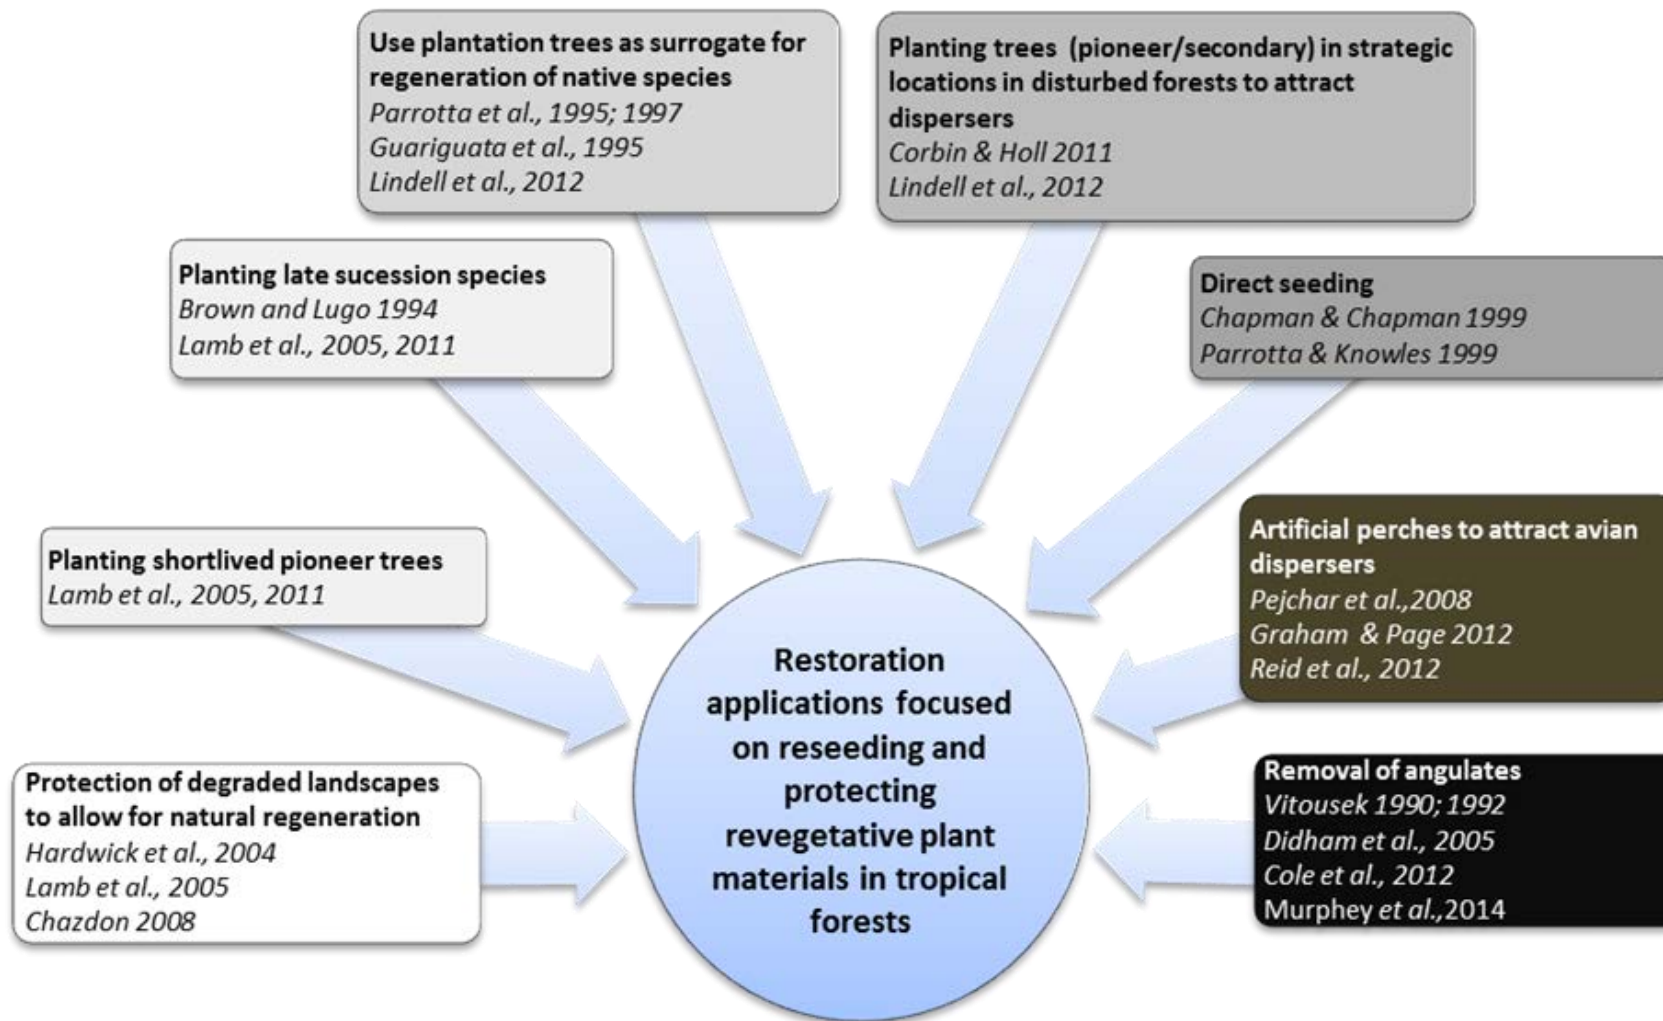 Use plantation trees as surrogate for
regeneration of native species
Parrotta et al., 1995; 1997
Guariguata et al., 1995
Lindell et al., 2012
Planting trees (pioneer/secondary) in strategic
locations in disturbed forests to attract
dispersers
Corbin & Holl 2011
Lindell et al., 2012
Planting late sucession species
Brown and Lugo 1994
Lamb et al., 2005, 2011
Direct seeding
Chapman & Chapman 1999
Parrotta & Knowles 1999
Planting shortlived pioneer trees
Lamb et al., 2005, 2011
Artificial perches to attract avian
dispersers
Pejchar et al.,2008
Graham & Page 2012
Reid et al., 2012
Protection of degraded landscapes
to allow for natural regeneration
Hardwick et al., 2004
Lamb et al., 2005
Chazdon 2008
Removal of angulates
Vitousek 1990; 1992
Didham et al., 2005
Cole et al., 2012
Murphey et al.,2014
Restoration
applications focused
on reseeding and
protecting
revegetative plant
materials in tropical
forests